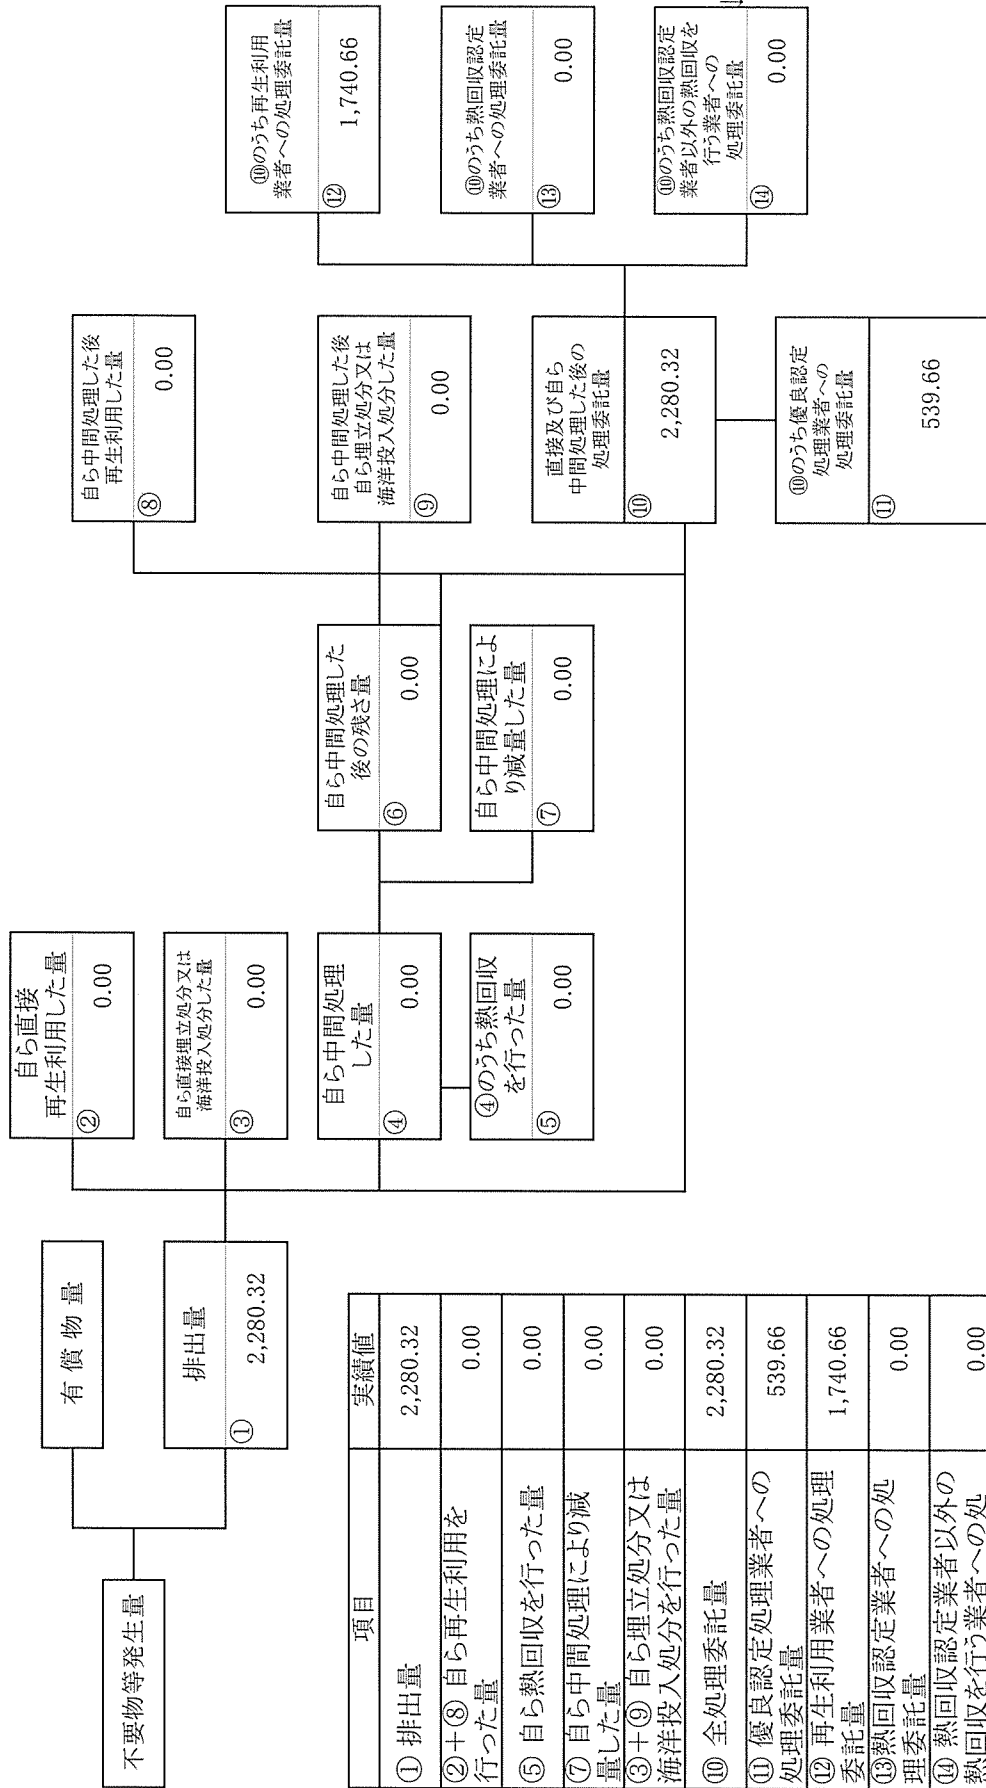 不要物等発生量
有 償 物 量
排出量
①
2,280.32
自ら直接
再生利用した量
②
0.00
自ら直接埋立処分又は
海洋投入処分した量
③
0.00
自ら中間処理
した量
④
0.00
④のうち熱回収
を行った量
⑤
0.00
自ら中間処理した
後の残さ量
⑥
0.00
自ら中間処理によ
り減量した量
⑦
0.00
自ら中間処理した後
再生利用した量
⑧
0.00
自ら中間処理した後
自ら埋立処分又は
海洋投入処分した量
⑨
0.00
直接及び自ら
中間処理した後の
処理委託量
⑩
2,280.32
⑩のうち優良認定
処理業者への
処理委託量
⑪
539.66
⑩のうち再生利用
業者への処理委託量
⑫
1,740.66
⑩のうち熱回収認定
業者への処理委託量
⑬
0.00
⑩のうち熱回収認定
業者以外の熱回収を
行う業者への
処理委託量
⑭
0.00
項目
実績値
① 排出量
2,280.32
②＋⑧ 自ら再生利用を
行った量
0.00
⑤ 自ら熱回収を行った量
0.00
⑦ 自ら中間処理により減
量した量
0.00
③＋⑨ 自ら埋立処分又は
海洋投入処分を行った量
0.00
⑩ 全処理委託量
2,280.32
⑪ 優良認定処理業者への
処理委託量
539.66
⑫ 再生利用業者への処理
委託量
1,740.66
⑬熱回収認定業者への処
理委託量
0.00
⑭ 熱回収認定業者以外の
熱回収を行う業者への処
0.00